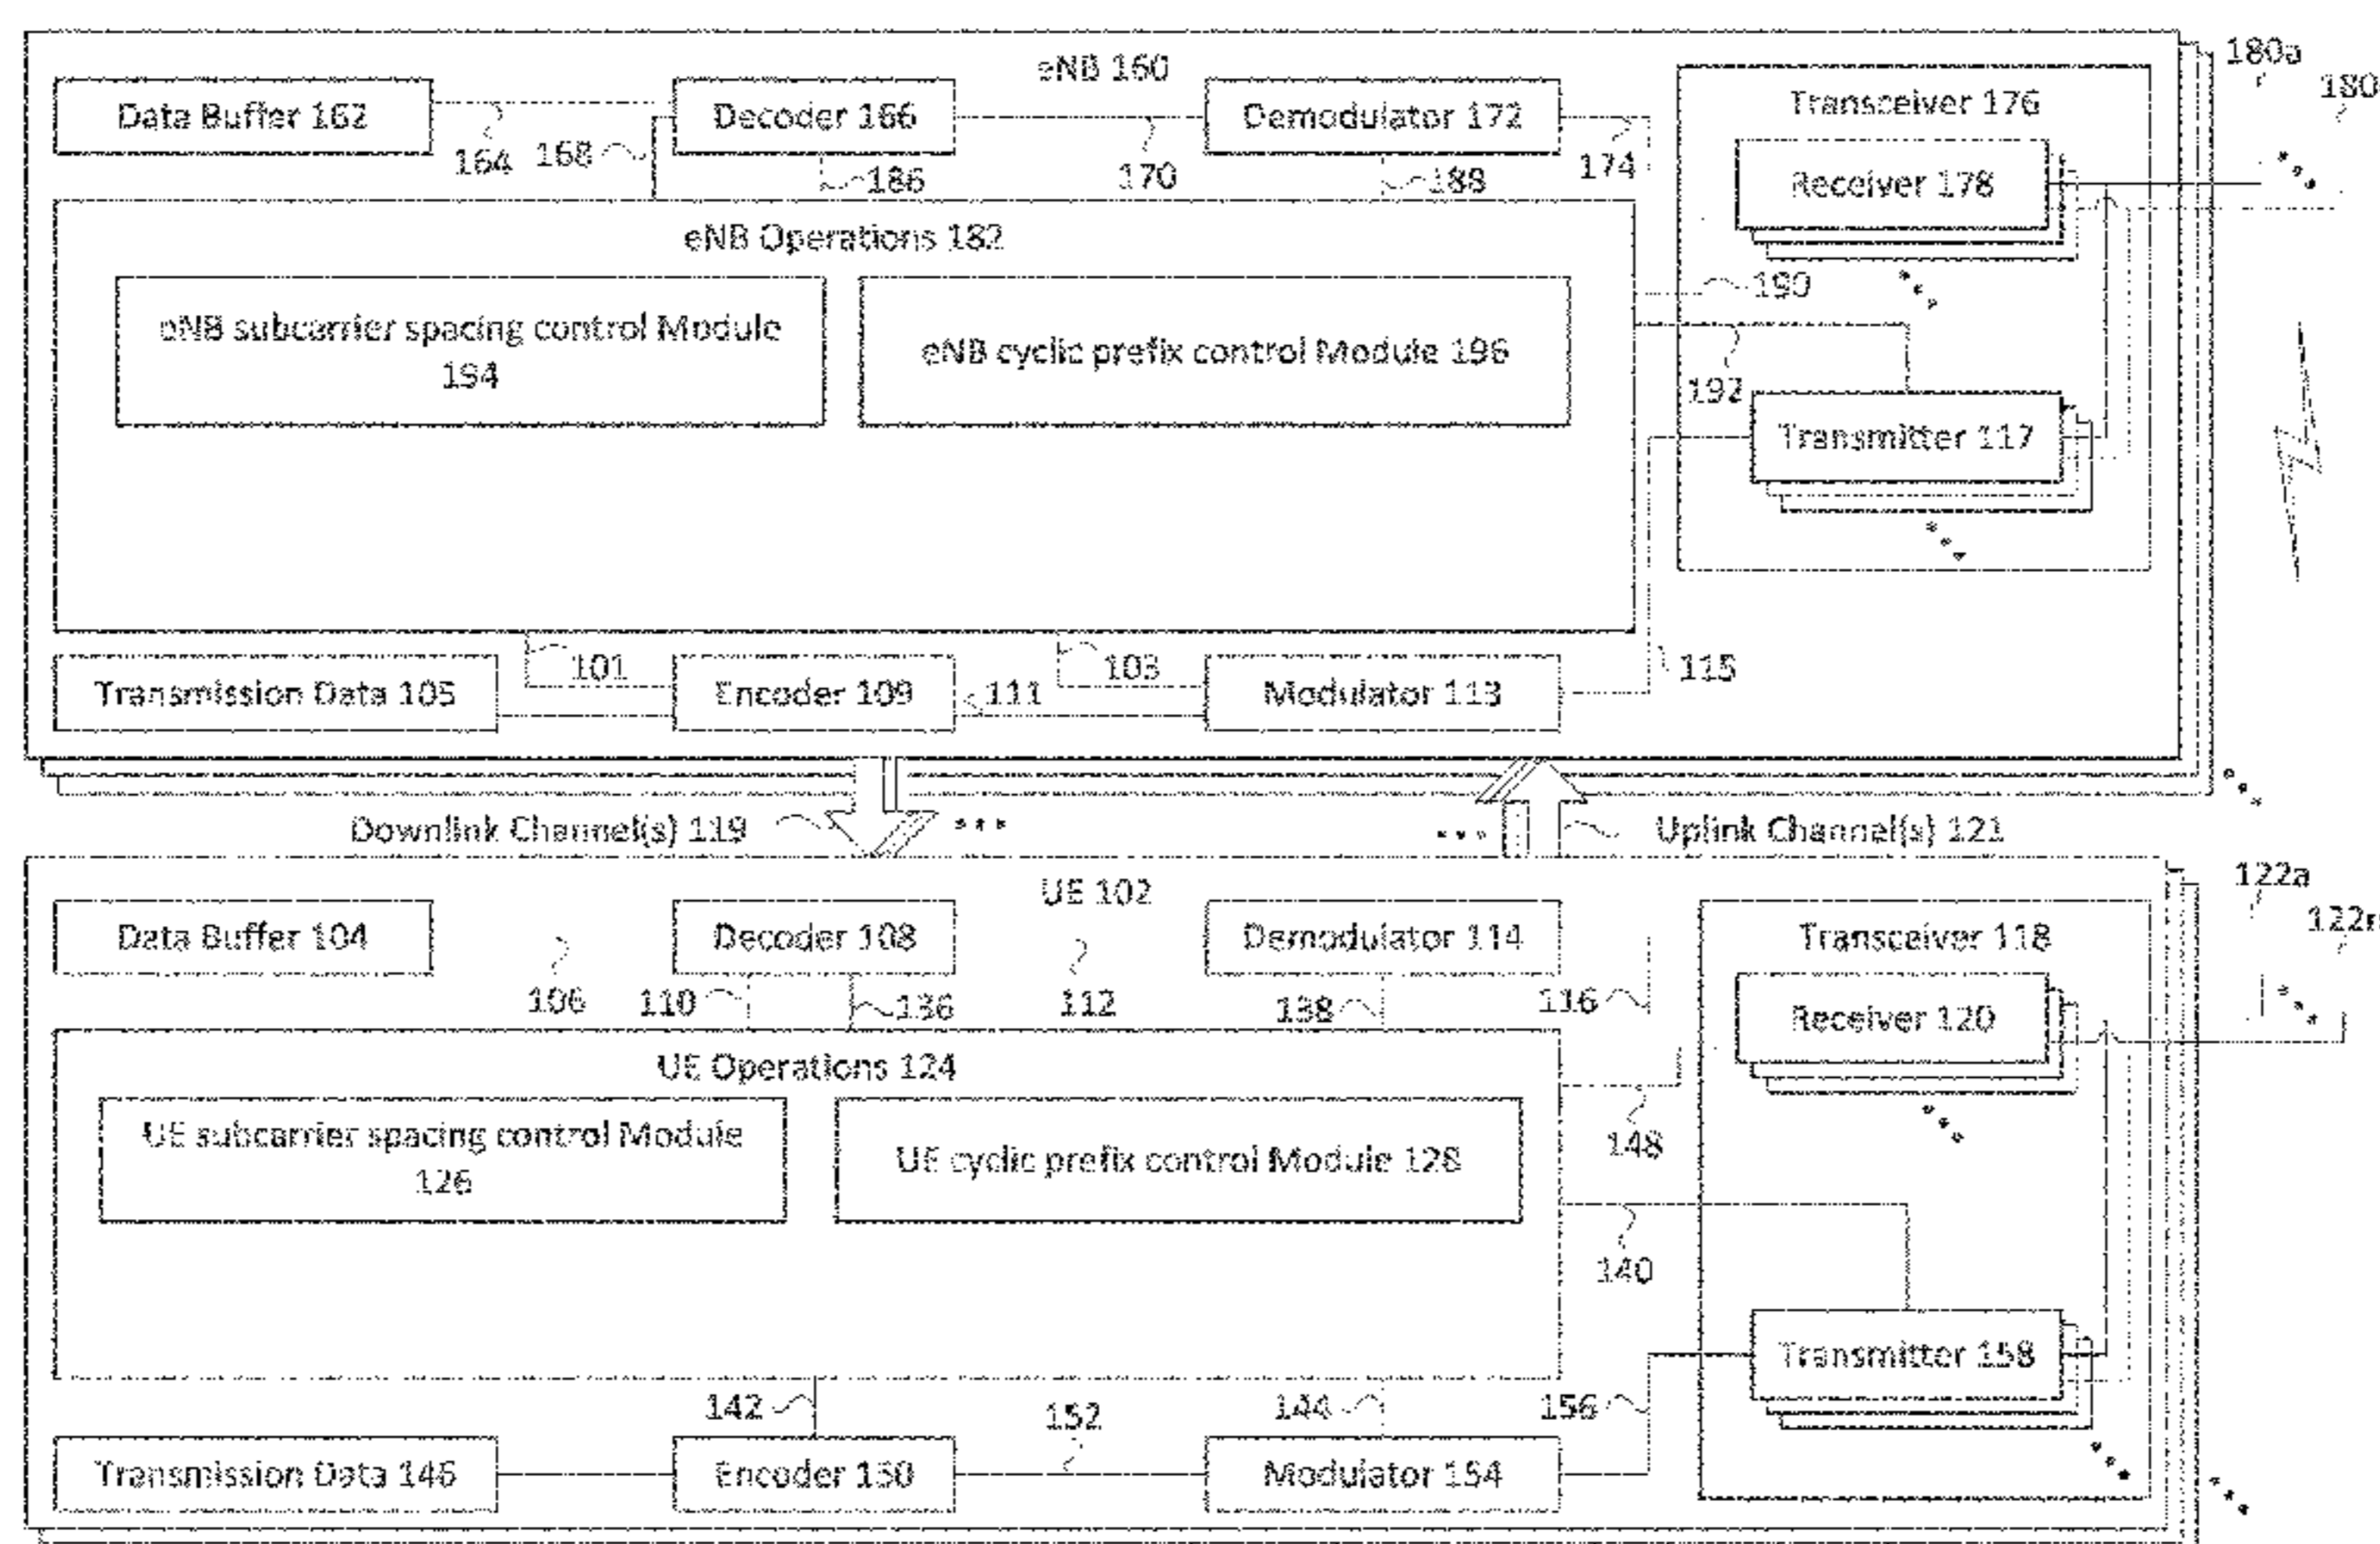 eNB 160
180a
180
Data Buffer 162
Decoder 166
Demodulator 172
Transceiver 176
164
168
186
170
188
174
Receiver 178
eNB Operations 182
190
eNB subcarrier spacing control Module
194
eNB cyclic prefix control Module 196
192
Transmitter 117
101
103
115
Transmission Data 105
Encoder 109
111
Modulator 113
Downlink Channel(s) 119
Uplink Channel(s) 121
UE 102
122a
122n
Data Buffer 104
Decoder 108
Demodulator 114
Transceiver 118
106
110
136
112
138
116
Receiver 120
UE Operations 124
UE subcarrier spacing control Module
126
UE cyclic prefix control Module 128
148
140
Transmitter 158
142
152
144
156
Transmission Data 146
Encoder 150
Modulator 154